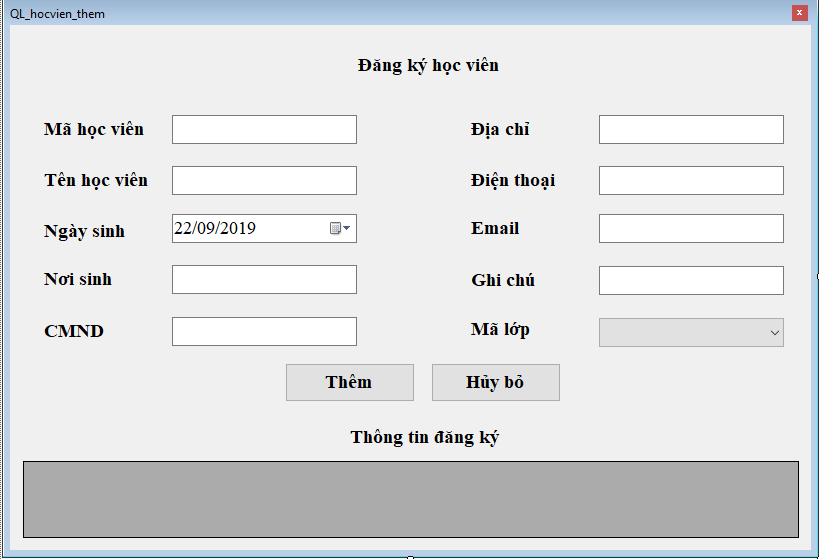 QL_hocvien_them
Đăng ký học viên
Mã học viên
Địa chỉ
Tên học viên
Điện thoại
Ngày sinh
22/09/2019
Email
Nơi sinh
Ghi chú
CMND
Mã lớp
Thêm
Hủy bỏ
Thông tin đăng ký